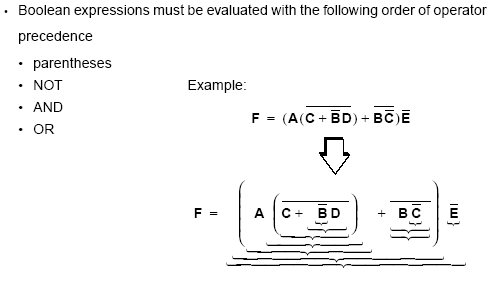 • Boolean expressions must be evaluated with the following order of operator
precedence
• parentheses
• NOT
• AND
• OR
Example:
F = (A(C̅ ̅+̅ ̅B̅̅D̅) + B̅C̅̅)E̅
F = ( A ( C̅ ̅+̅ ̅B̅̅ ̅D̅ ) + B̅ ̅C̅̅ ) E̅